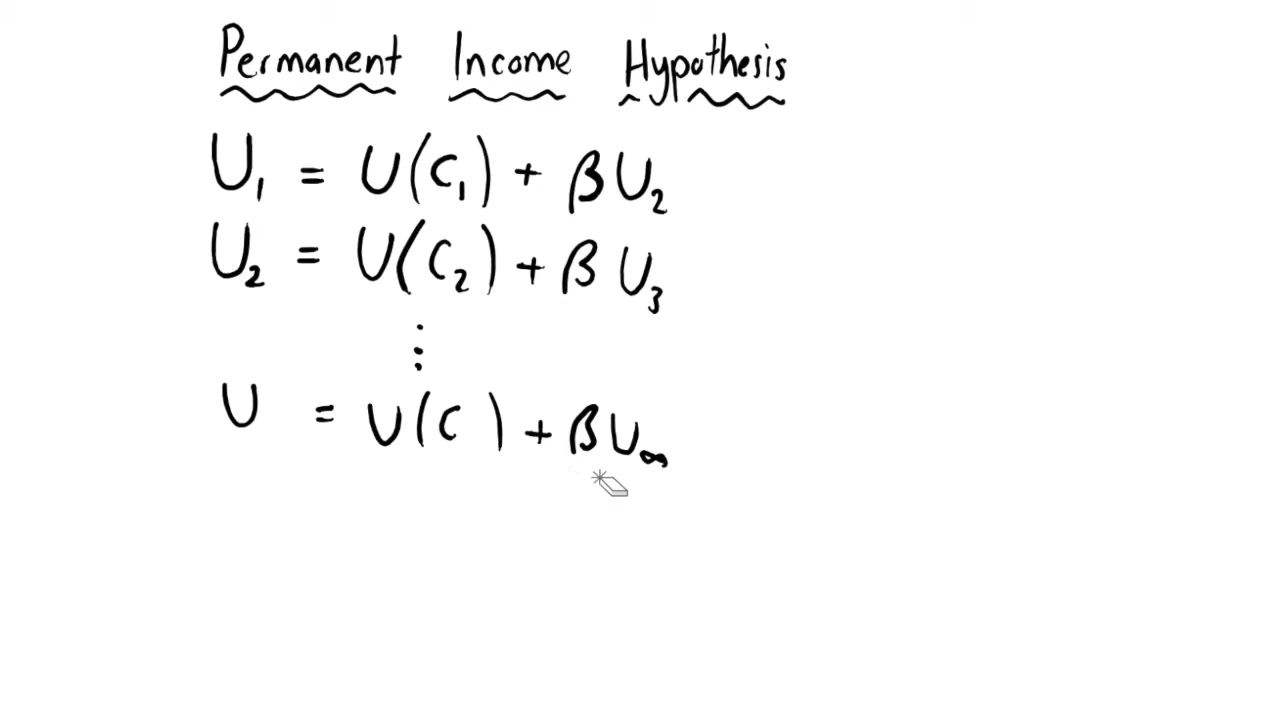 Permanent Income Hypothesis
U₁ = U(C₁) + βU₂
U₂ = U(C₂) + βU₃
⋮
U = U(C ) + βU∞